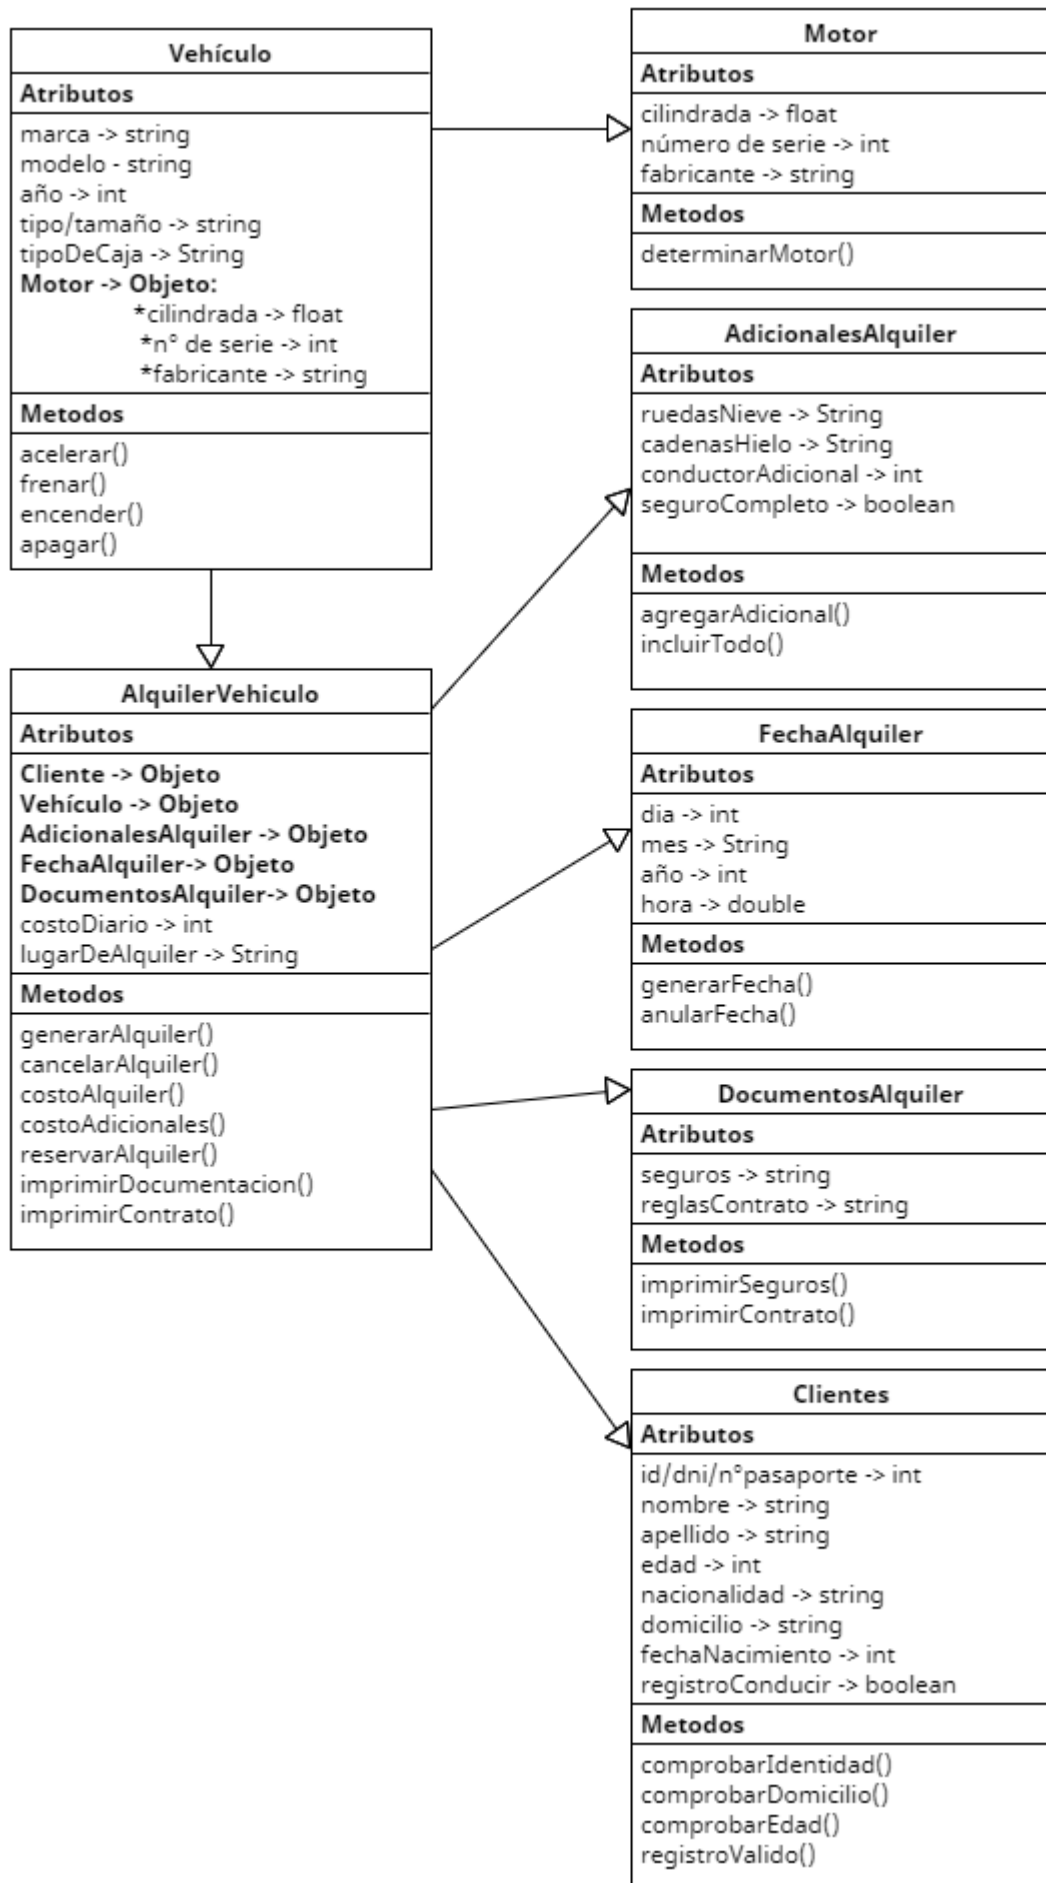 Vehículo
Atributos
marca -> string
modelo - string
año -> int
tipo/tamaño -> string
tipoDeCaja -> String
Motor -> Objeto:
*cilindrada -> float
*n° de serie -> int
*fabricante -> string
Metodos
acelerar()
frenar()
encender()
apagar()
AlquilerVehiculo
Atributos
Cliente -> Objeto
Vehículo -> Objeto
AdicionalesAlquiler -> Objeto
FechaAlquiler-> Objeto
DocumentosAlquiler-> Objeto
costoDiario -> int
lugarDeAlquiler -> String
Metodos
generarAlquiler()
cancelarAlquiler()
costoAlquiler()
costoAdicionales()
reservarAlquiler()
imprimirDocumentacion()
imprimirContrato()
Motor
Atributos
cilindrada -> float
número de serie -> int
fabricante -> string
Metodos
determinarMotor()
AdicionalesAlquiler
Atributos
ruedasNieve -> String
cadenasHielo -> String
conductorAdicional -> int
seguroCompleto -> boolean
Metodos
agregarAdicional()
incluirTodo()
FechaAlquiler
Atributos
dia -> int
mes -> String
año -> int
hora -> double
Metodos
generarFecha()
anularFecha()
DocumentosAlquiler
Atributos
seguros -> string
reglasContrato -> string
Metodos
imprimirSeguros()
imprimirContrato()
Clientes
Atributos
id/dni/n°pasaporte -> int
nombre -> string
apellido -> string
edad -> int
nacionalidad -> string
domicilio -> string
fechaNacimiento -> int
registroConducir -> boolean
Metodos
comprobarIdentidad()
comprobarDomicilio()
comprobarEdad()
registroValido()